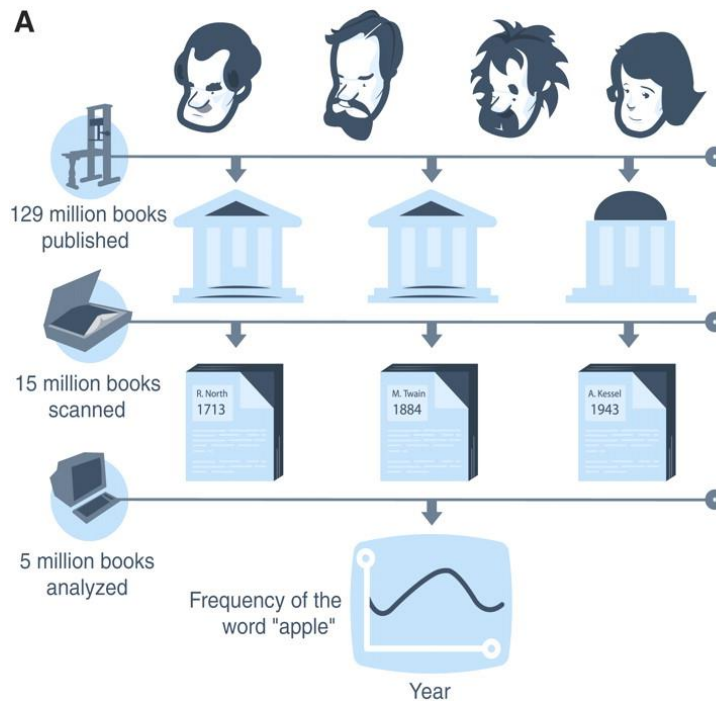 A
129 million books
published
15 million books
scanned
R. North
1713
M. Twain
1884
A. Kessel
1943
5 million books
analyzed
Frequency of the
word "apple"
Year